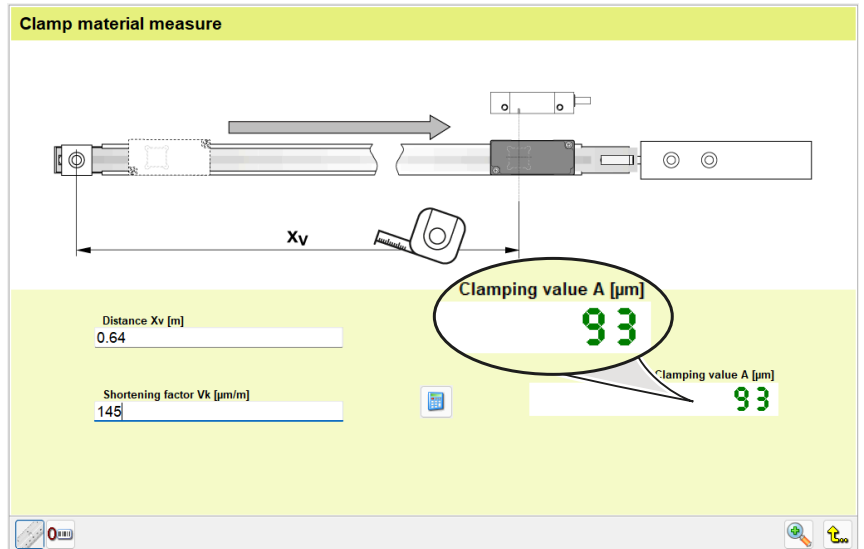 Clamp material measure
XV
Clamping value A [µm]
93
Distance Xv [m]
0.64
Shortening factor Vk [µm/m]
145
Clamping value A [µm]
93
0